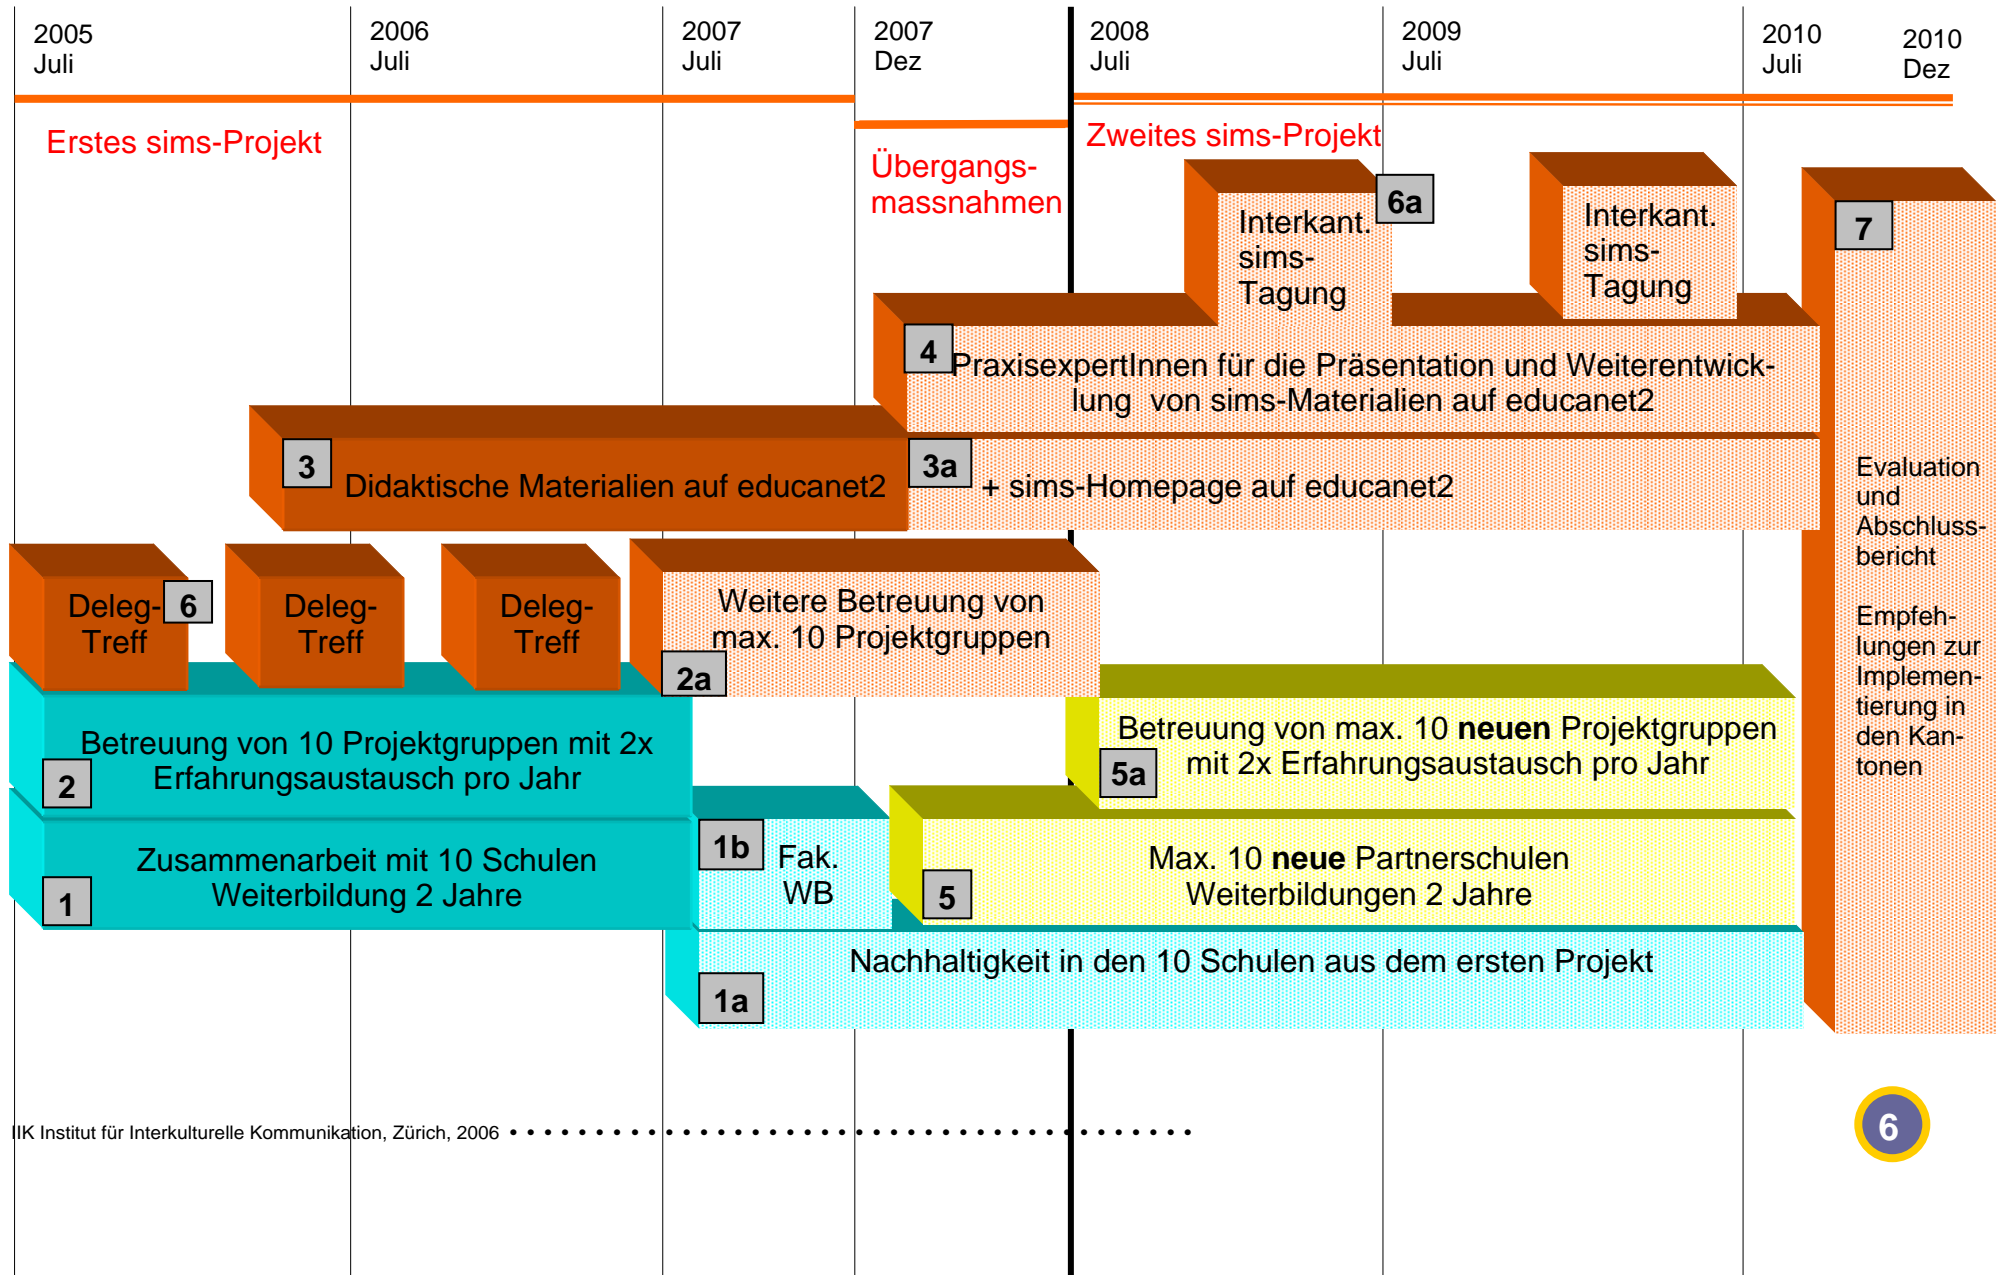 2005
Juli
2006
Juli
2007
Juli
2007
Dez
2008
Juli
2009
Juli
2010
Juli
2010
Dez
Erstes sims-Projekt
Übergangs-
massnahmen
Zweites sims-Projekt
Interkant.
sims-
Tagung
6a
Interkant.
sims-
Tagung
7
4
PraxisexpertInnen für die Präsentation und Weiterentwick-
lung von sims-Materialien auf educanet2
3
Didaktische Materialien auf educanet2
3a
+ sims-Homepage auf educanet2
Evaluation
und
Abschluss-
bericht
Empfeh-
lungen zur
Implemen-
tierung in
den Kan-
tonen
Deleg-
Treff
6
Deleg-
Treff
Deleg-
Treff
Weitere Betreuung von
max. 10 Projektgruppen
2a
Betreuung von 10 Projektgruppen mit 2x
Erfahrungsaustausch pro Jahr
2
Betreuung von max. 10 neuen Projektgruppen
mit 2x Erfahrungsaustausch pro Jahr
5a
Zusammenarbeit mit 10 Schulen
Weiterbildung 2 Jahre
1
1b
Fak.
WB
5
Max. 10 neue Partnerschulen
Weiterbildungen 2 Jahre
Nachhaltigkeit in den 10 Schulen aus dem ersten Projekt
1a
IIK Institut für Interkulturelle Kommunikation, Zürich, 2006
6